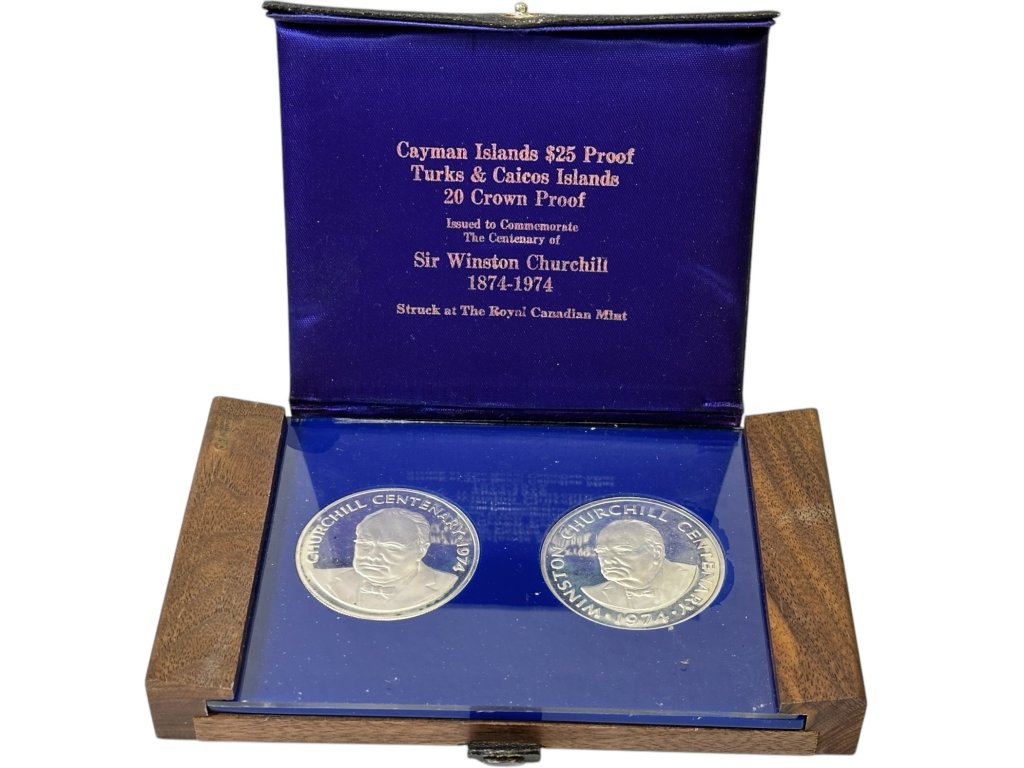 Cayman Islands $25 Proof
Turks & Caicos Islands
20 Crown Proof
Issued to Commemorate
The Centenary of
Sir Winston Churchill
1874-1974
Struck at The Royal Canadian Mint
CHURCHILL CENTENARY · 1974
WINSTON CHURCHILL CENTENARY · 1974 ·